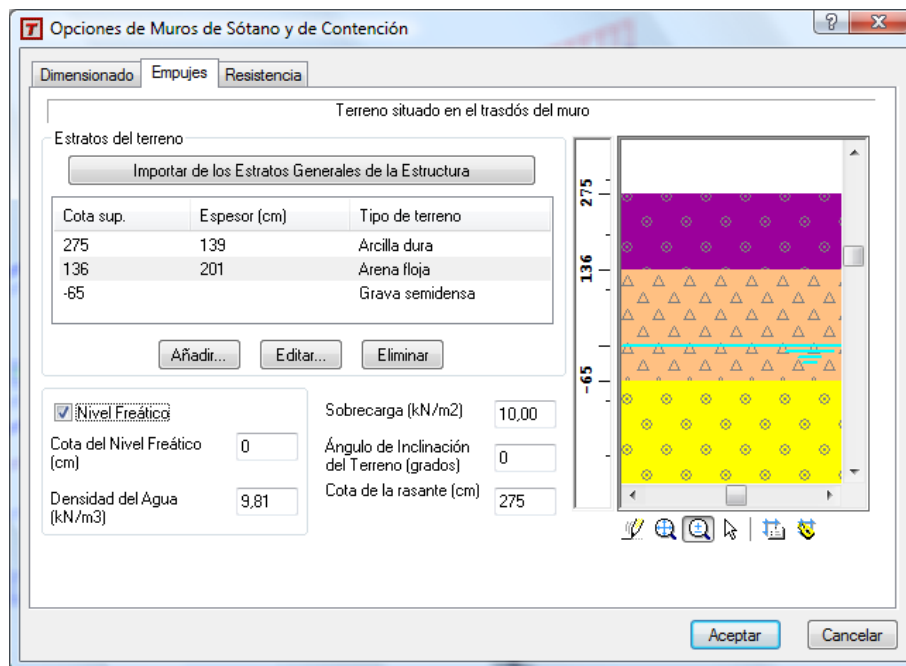 T Opciones de Muros de Sótano y de Contención
?
X
Dimensionado Empujes Resistencia
Terreno situado en el trasdós del muro
Estratos del terreno
Importar de los Estratos Generales de la Estructura
Cota sup. Espesor (cm) Tipo de terreno
275 139 Arcilla dura
136 201 Arena floja
-65 Grava semidensa
Añadir... Editar... Eliminar
275
136
-65
Nivel Freático
Cota del Nivel Freático
(cm)
0
Densidad del Agua
(kN/m3)
9,81
Sobrecarga (kN/m2) 10,00
Ángulo de Inclinación
del Terreno (grados)
0
Cota de la rasante (cm)
275
Aceptar Cancelar